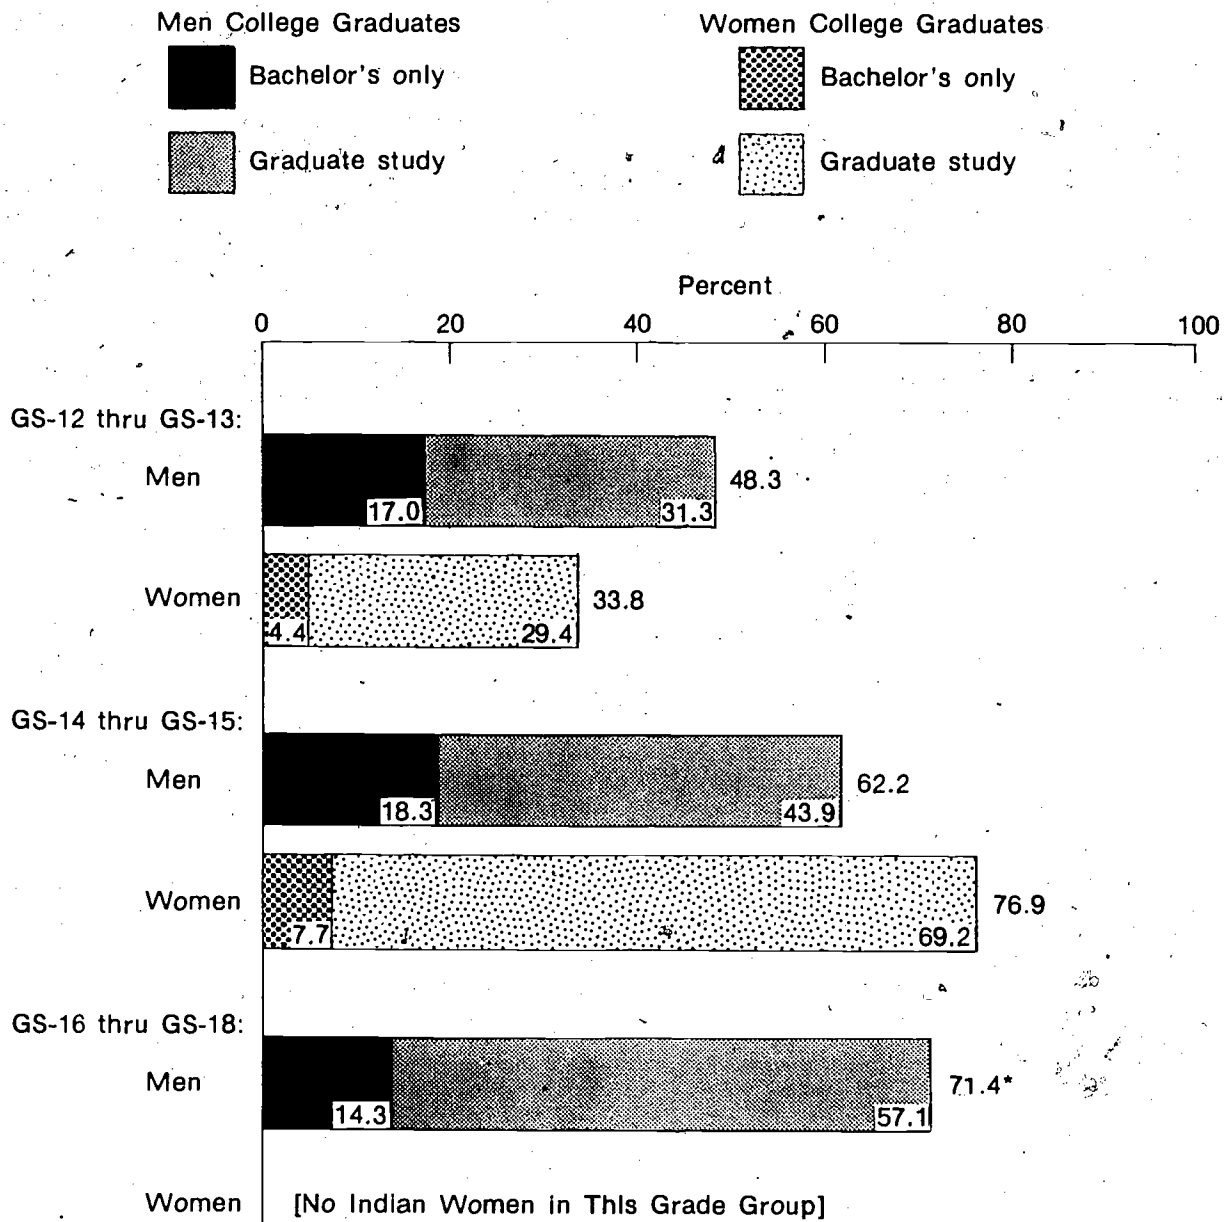 Men College Graduates
Bachelor's only
Graduate study
Women College Graduates
Bachelor's only
Graduate study
Percent
0 20 40 60 80 100
GS-12 thru GS-13:
Men 17.0 31.3 48.3
Women 4.4 29.4 33.8
GS-14 thru GS-15:
Men 18.3 43.9 62.2
Women 7.7 69.2 76.9
GS-16 thru GS-18:
Men 14.3 57.1 71.4*
Women [No Indian Women in This Grade Group]